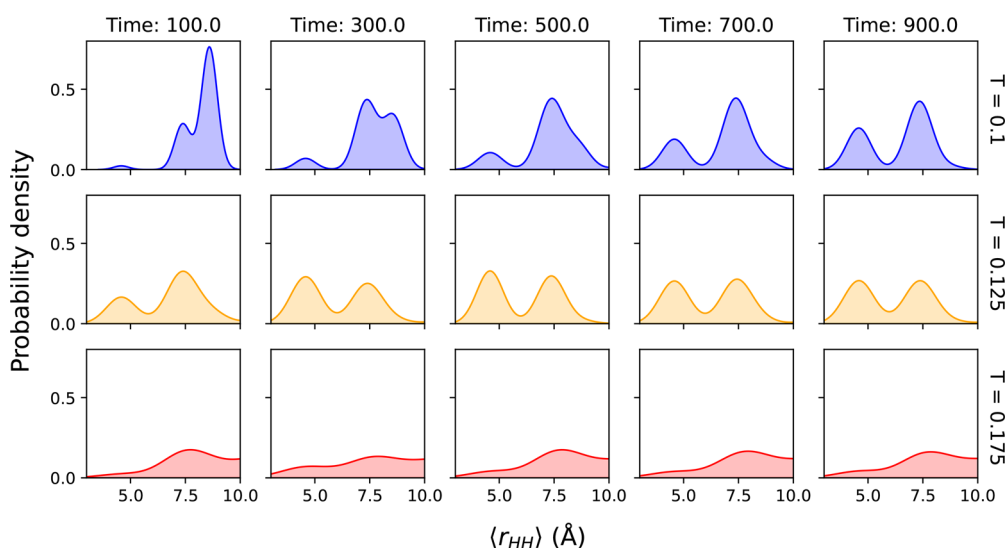 Time: 100.0 Time: 300.0 Time: 500.0 Time: 700.0 Time: 900.0
0.5
0.0
T = 0.1
0.5
0.0
T = 0.125
0.5
0.0
T = 0.175
5.0 7.5 10.0 5.0 7.5 10.0 5.0 7.5 10.0 5.0 7.5 10.0 5.0 7.5 10.0
Probability density
⟨r_HH⟩ (Å)